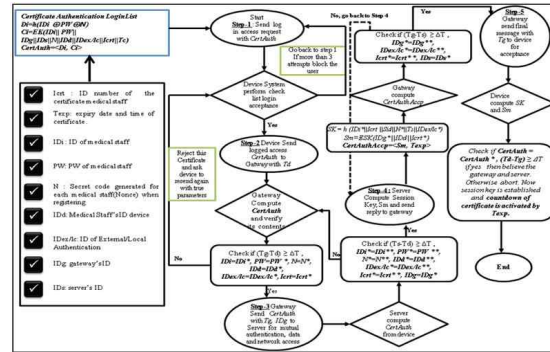 Certificate Authentication LoginList
Di=h(IDi ⊕PW⊕N)
Ci=EK(IDi|| PW||
IDg||IDs||N||IDd||IDex/lc||Icrt||Tc)
CertAuth=<Di, Ci>
Icrt : ID number of the
certificate medical staff
Texp: expiry date and time of
certificate.
IDi : ID of medical staff
PW: PW of medical staff
N : Secret code generated for
each medical staff(Nonce) when
registering.
IDd: Medical Staff'sID device
IDex/lc: ID of External/Local
Authentication
IDg: gateway'sID
IDs: server'sID
Start
Step-1: Send log
in access request with
CertAuth
Go back to step 1
If more than 3
attempts block the
user
Device System
perform check
list login
acceptance
Yes
Step-2 Device Send
logged access
CertAuth to
Gateway with Td
Reject this
Certificate and
ask device
to resend again
with true
parameters
Gateway
Compute
CertAuth
and verify
its contents
No
Check if (Tg-Td) ≥ ΔT,
IDi=IDi*, PW=PW*, N=N*,
IDd=IDd*,
IDex/lc=IDex/lc*, Icrt=Icrt*
Yes
Step-3 Gateway
Send CertAuth
with Tg, IDg to
Server for mutual
authentication, data
and network access
Server
compute CertAuth
from device
Check if (Ts-Td) ≥ ΔT,
IDi*=IDi**, PW*=PW**,
N*=N**, IDd*=IDd**,
IDex/lc*=IDex/lc**,
Icrt*=Icrt**, IDg=IDg*
No
Yes
Step-4: Server
Compute Session
Key, Sm and send
reply to gateway
SK= h (IDi*||Icrt||Sid||N*||Ts||IDex/lc*)
Sm=ESK(IDg*||IDd||Icrt*)
CertAuthAccp=<Sm, Texp>
Gateway
compute
CertAuthAccp
No, go back to Step 4
Check if (Tg-Ts) ≥ ΔT,
IDg*=IDg**,
IDex/lc*=IDex/lc**,
Icrt*=Icrt**, IDs=IDs*
Yes
Step-5
Gateway
send final
message with
Tg to device
for acceptance
Device
compute SK
and Sm
Check if CertAuth =
CertAuth*, (Td-Tg) ≥ ΔT
if yes then believe the
gateway and server.
Otherwise abort. Now
session key is established
and countdown of
certificate is activated by
Texp.
End